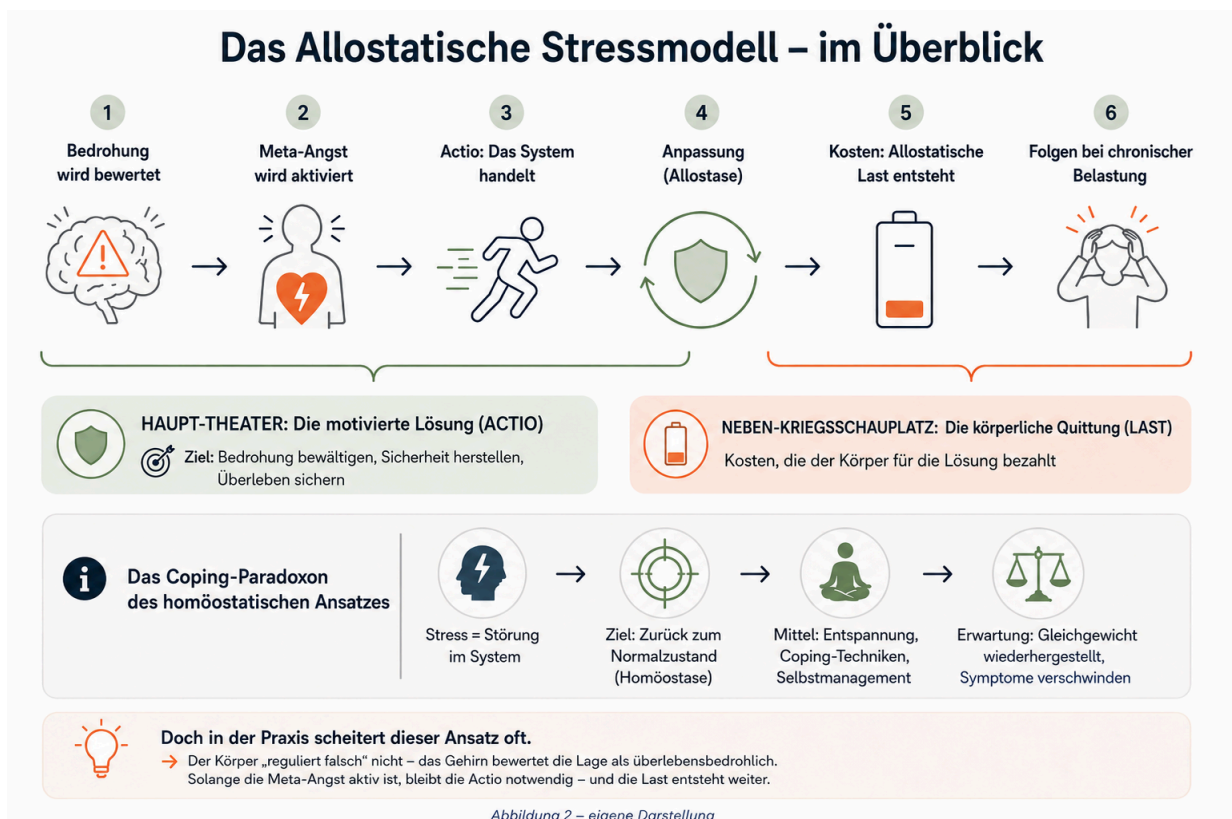 Das Allostatische Stressmodell – im Überblick
1
Bedrohung
wird bewertet
2
Meta-Angst
wird aktiviert
3
Actio: Das System
handelt
4
Anpassung
(Allostase)
5
Kosten: Allostatische
Last entsteht
6
Folgen bei chronischer
Belastung
HAUPT-THEATER: Die motivierte Lösung (ACTIO)
Ziel: Bedrohung bewältigen, Sicherheit herstellen,
Überleben sichern
NEBEN-KRIEGSSCHAUPLATZ: Die körperliche Quittung (LAST)
Kosten, die der Körper für die Lösung bezahlt
Das Coping-Paradoxon
des homöostatischen Ansatzes
Stress = Störung
im System
Ziel: Zurück zum
Normalzustand
(Homöostase)
Mittel: Entspannung,
Coping-Techniken,
Selbstmanagement
Erwartung: Gleichgewicht
wiederhergestellt,
Symptome verschwinden
Doch in der Praxis scheitert dieser Ansatz oft.
Der Körper „reguliert falsch“ nicht – das Gehirn bewertet die Lage als überlebensbedrohlich.
Solange die Meta-Angst aktiv ist, bleibt die Actio notwendig – und die Last entsteht weiter.
Abbildung 2 – eigene Darstellung